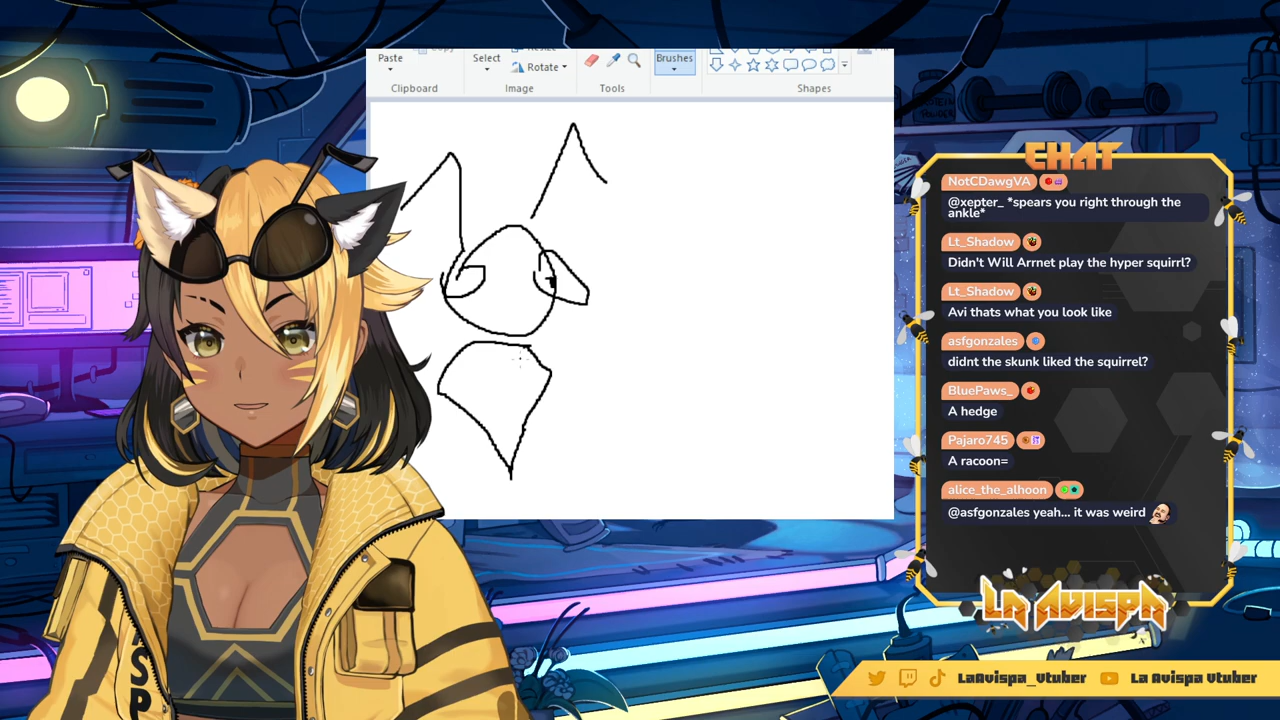 Paste
Select
Rotate
Brushes
Clipboard
Image
Tools
Shapes
CHAT
NotCDawgVA
@xepter_ *spears you right through the
ankle*
Lt_Shadow
Didn't Will Arrnet play the hyper squirrl?
Lt_Shadow
Avi thats what you look like
asfgonzales
didnt the skunk liked the squirrel?
BluePaws_
A hedge
Pajaro745
A racoon=
alice_the_alhoon
@asfgonzales yeah... it was weird
LA AVISPA
LaAvispa_Vtuber
La Avispa Vtuber